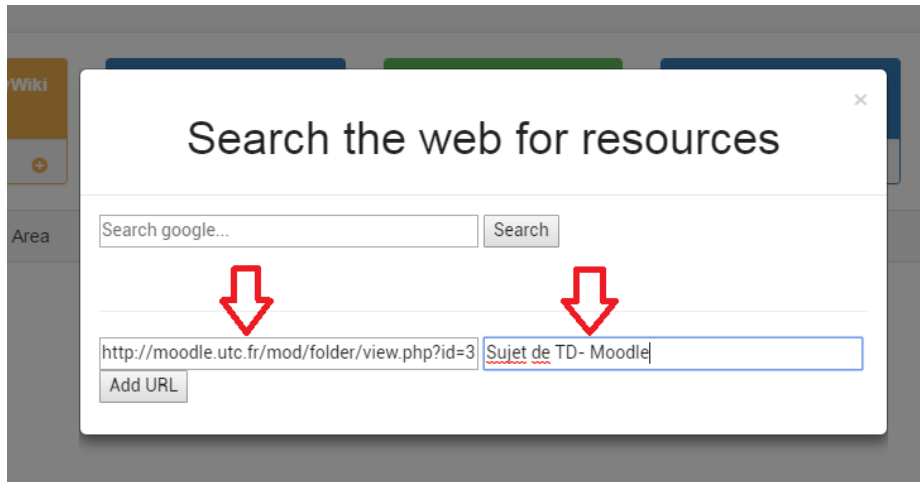 Wiki
×
Search the web for resources
Search google...
Search
Area
http://moodle.utc.fr/mod/folder/view.php?id=3
Sujet de TD- Moodle
Add URL